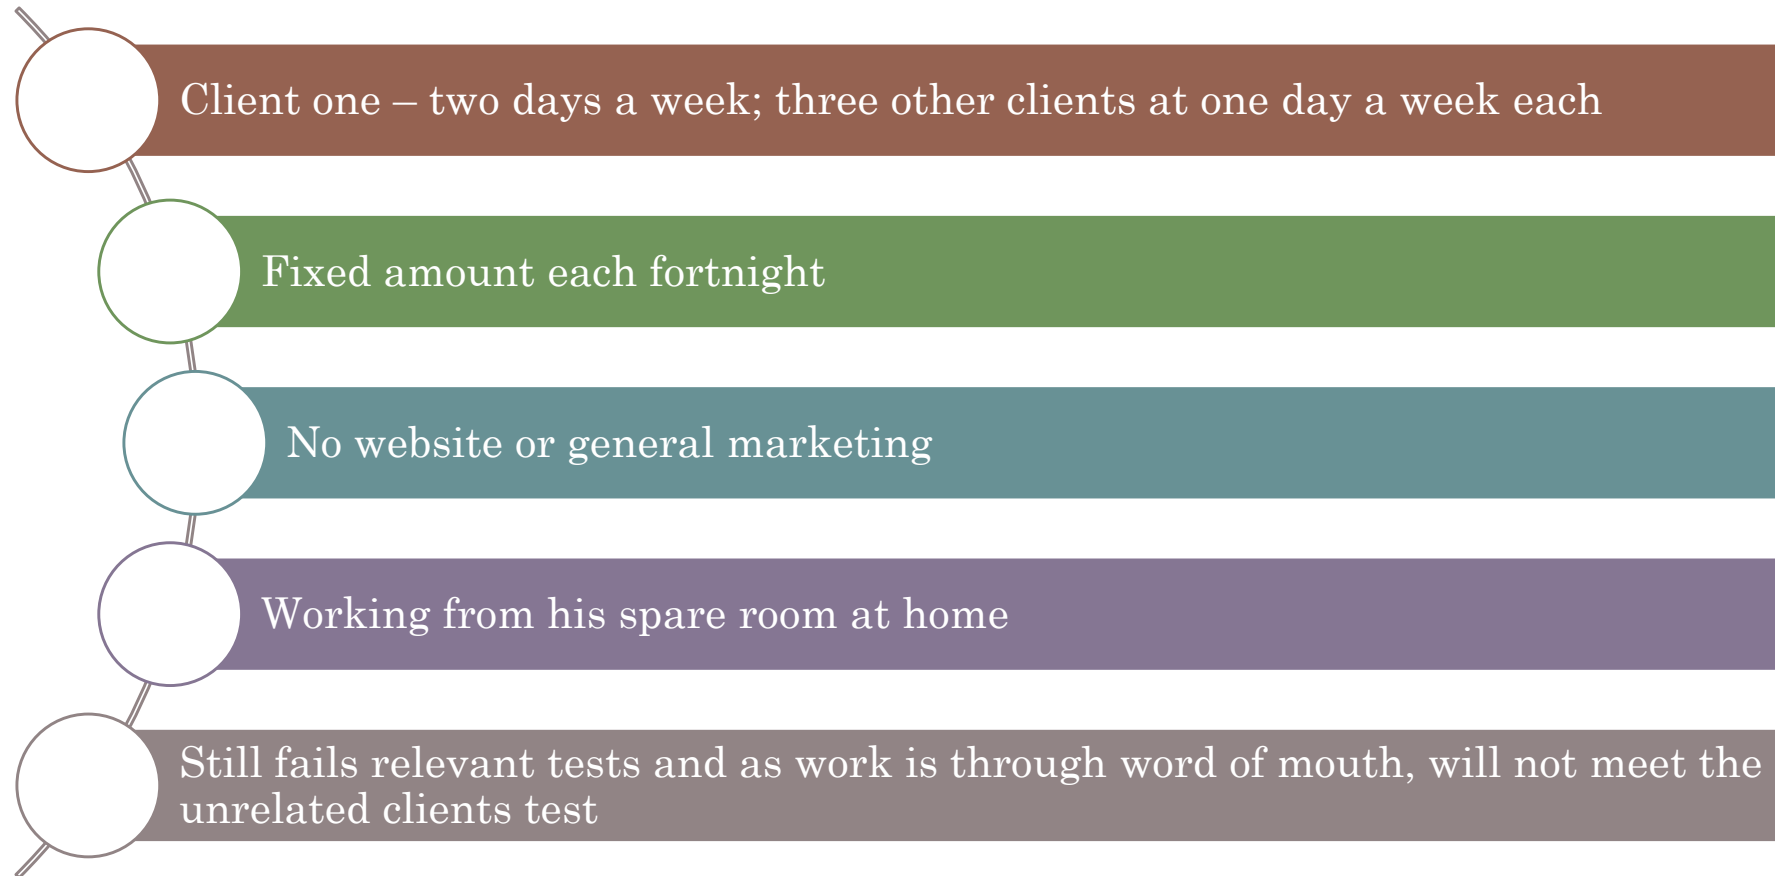 Client one – two days a week; three other clients at one day a week each
Fixed amount each fortnight
No website or general marketing
Working from his spare room at home
Still fails relevant tests and as work is through word of mouth, will not meet the
unrelated clients test